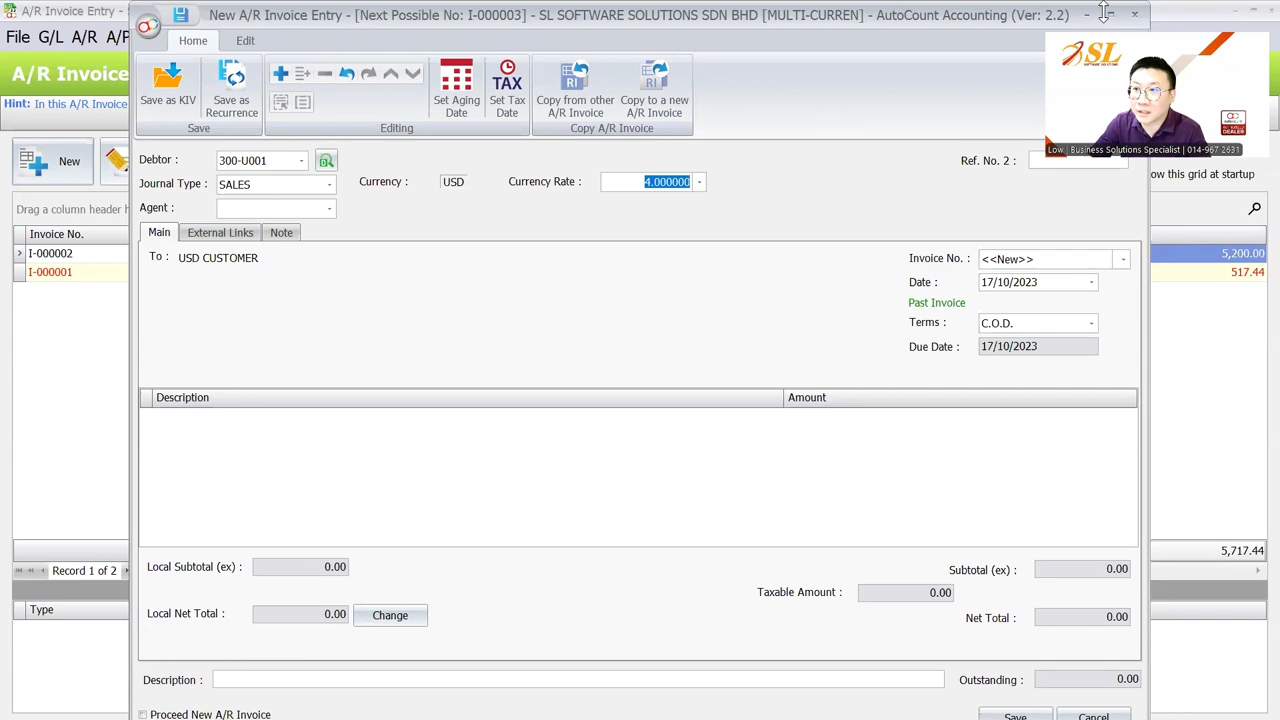 A/R Invoice Entry -
New A/R Invoice Entry - [Next Possible No: I-000003] - SL SOFTWARE SOLUTIONS SDN BHD [MULTI-CURREN] - AutoCount Accounting (Ver: 2.2)
File G/L A/R A/P
Home Edit
A/R Invoice
SL
SOFTWARE SOLUTIONS
Hint: In this A/R Invoice
Save as KIV
Save as Recurrence
Set Aging Date
Set Tax Date
Copy from other A/R Invoice
Copy to a new A/R Invoice
Save
Editing
Copy A/R Invoice
Low | Business Solutions Specialist | 014-967 2631
New
Debtor : 300-U001
Ref. No. 2 :
ow this grid at startup
Journal Type : SALES
Currency : USD
Currency Rate : 4.000000
Drag a column header h
Agent :
Main External Links Note
Invoice No.
I-000002
5,200.00
I-000001
517.44
To : USD CUSTOMER
Invoice No. : <<New>>
Date : 17/10/2023
Past Invoice
Terms : C.O.D.
Due Date : 17/10/2023
Description Amount
Record 1 of 2
5,717.44
Type
Local Subtotal (ex) : 0.00
Subtotal (ex) : 0.00
Taxable Amount : 0.00
Local Net Total : 0.00 Change
Net Total : 0.00
Description :
Outstanding : 0.00
Proceed New A/R Invoice
Save Cancel